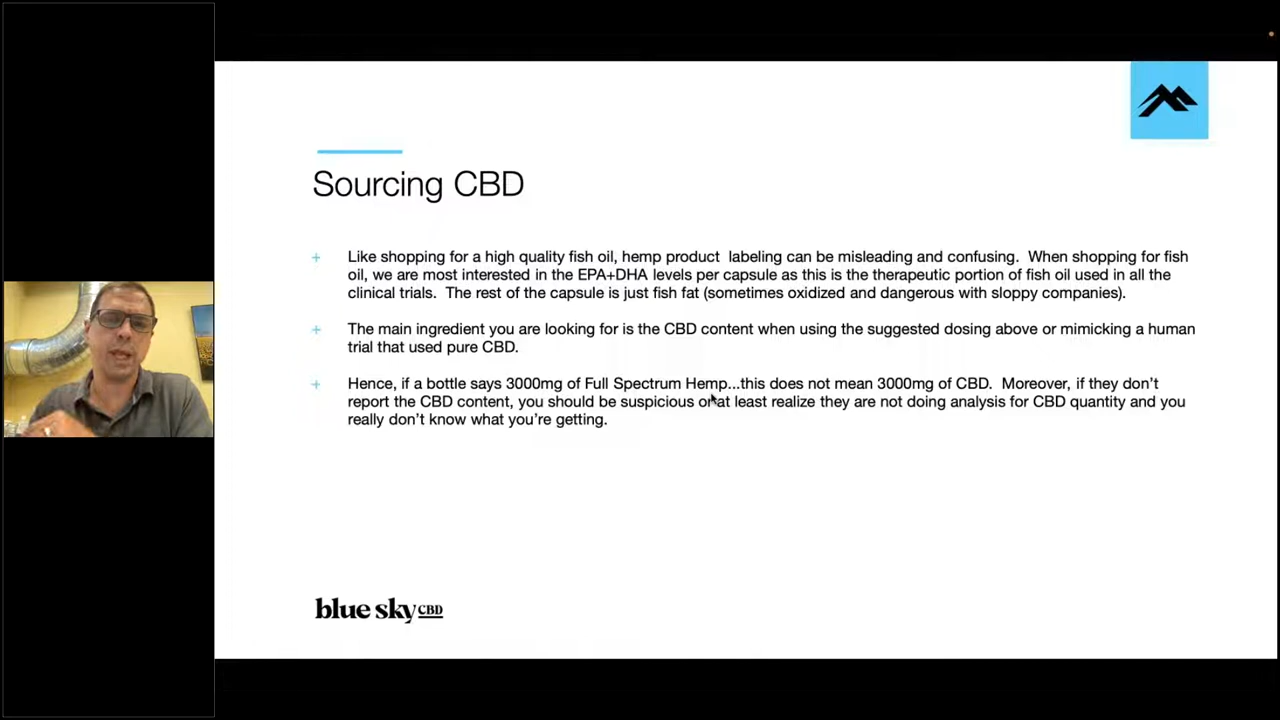 Sourcing CBD
+ Like shopping for a high quality fish oil, hemp product labeling can be misleading and confusing. When shopping for fish
oil, we are most interested in the EPA+DHA levels per capsule as this is the therapeutic portion of fish oil used in all the
clinical trials. The rest of the capsule is just fish fat (sometimes oxidized and dangerous with sloppy companies).
+ The main ingredient you are looking for is the CBD content when using the suggested dosing above or mimicking a human
trial that used pure CBD.
+ Hence, if a bottle says 3000mg of Full Spectrum Hemp...this does not mean 3000mg of CBD. Moreover, if they don't
report the CBD content, you should be suspicious or at least realize they are not doing analysis for CBD quantity and you
really don't know what you're getting.
blue sky CBD